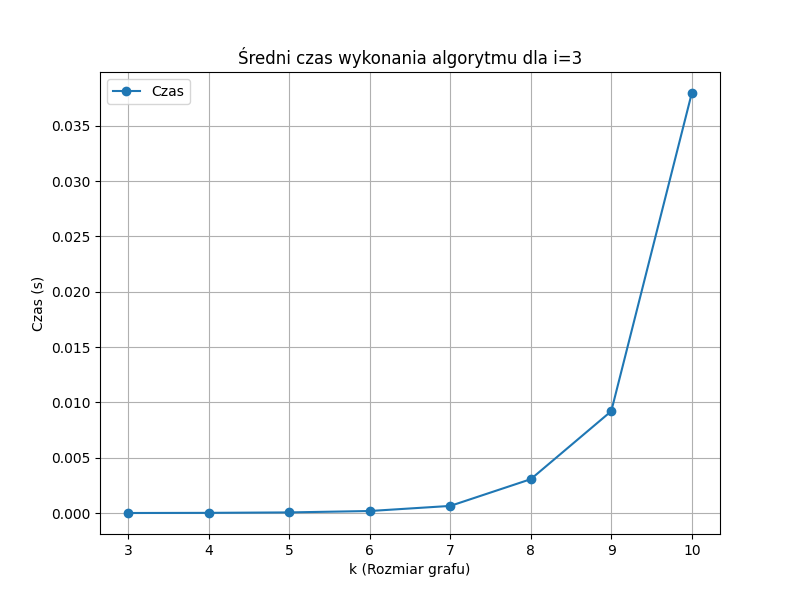 Średni czas wykonania algorytmu dla i=3
Czas
0.035
0.030
0.025
0.020
0.015
0.010
0.005
0.000
Czas (s)
3 4 5 6 7 8 9 10
k (Rozmiar grafu)